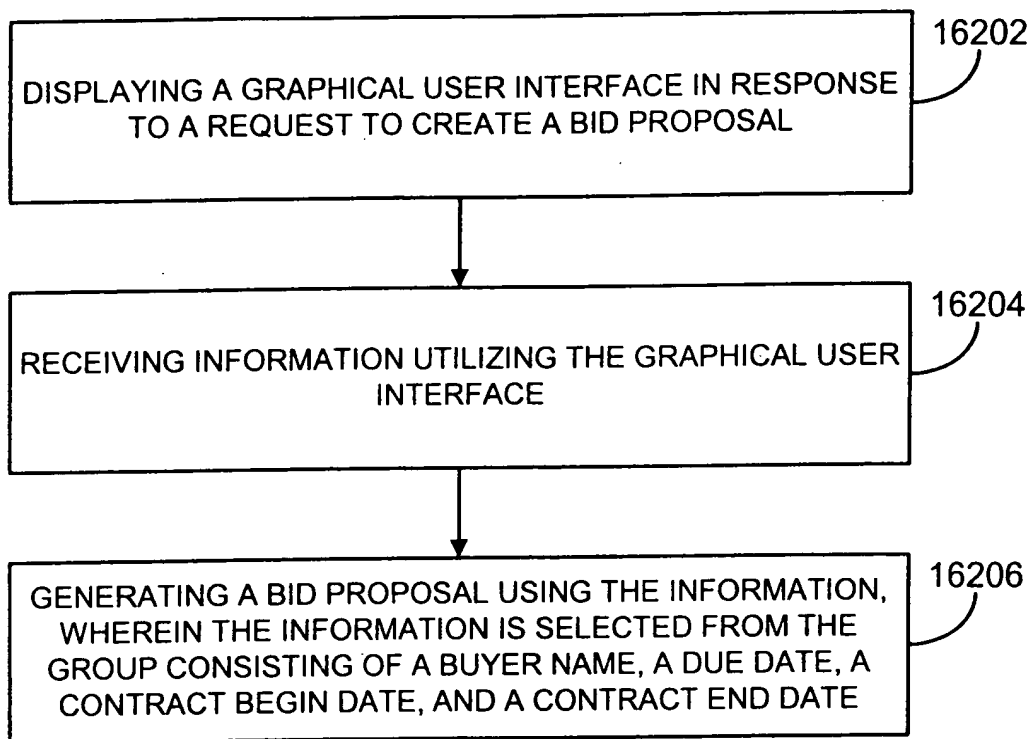 16202
DISPLAYING A GRAPHICAL USER INTERFACE IN RESPONSE
TO A REQUEST TO CREATE A BID PROPOSAL
16204
RECEIVING INFORMATION UTILIZING THE GRAPHICAL USER
INTERFACE
16206
GENERATING A BID PROPOSAL USING THE INFORMATION,
WHEREIN THE INFORMATION IS SELECTED FROM THE
GROUP CONSISTING OF A BUYER NAME, A DUE DATE, A
CONTRACT BEGIN DATE, AND A CONTRACT END DATE